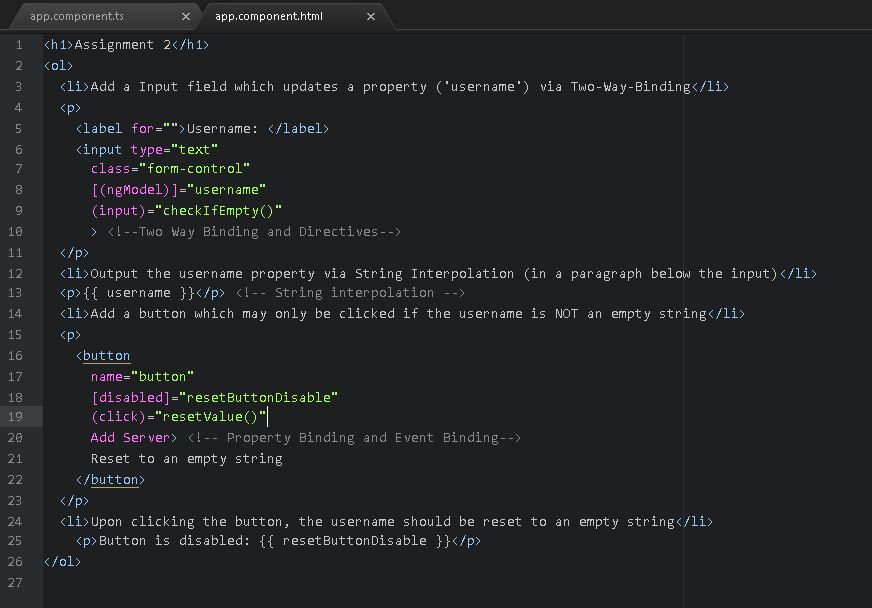 app.component.ts × app.component.html ×
1 <h1>Assignment 2</h1>
2 <ol>
3 <li>Add a Input field which updates a property ('username') via Two-Way-Binding</li>
4 <p>
5 <label for="">Username: </label>
6 <input type="text"
7 class="form-control"
8 [(ngModel)]="username"
9 (input)="checkIfEmpty()"
10 > <!--Two Way Binding and Directives-->
11 </p>
12 <li>Output the username property via String Interpolation (in a paragraph below the input)</li>
13 <p>{{ username }}</p> <!-- String interpolation -->
14 <li>Add a button which may only be clicked if the username is NOT an empty string</li>
15 <p>
16 <button
17 name="button"
18 [disabled]="resetButtonDisable"
19 (click)="resetValue()"
20 Add Server> <!-- Property Binding and Event Binding-->
21 Reset to an empty string
22 </button>
23 </p>
24 <li>Upon clicking the button, the username should be reset to an empty string</li>
25 <p>Button is disabled: {{ resetButtonDisable }}</p>
26 </ol>
27